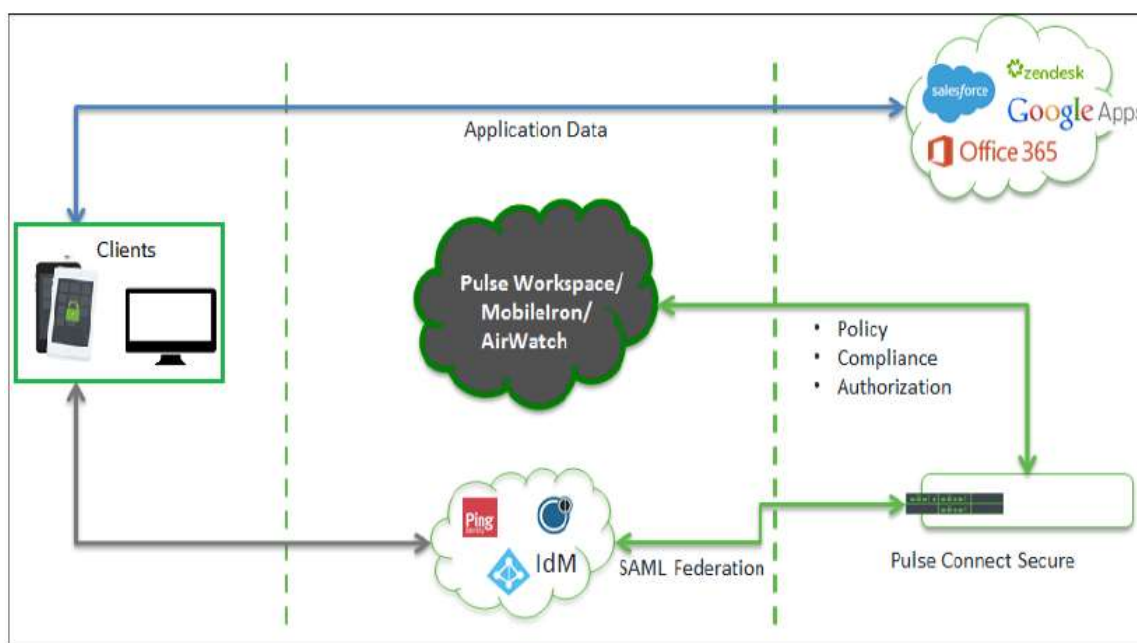 salesforce
zendesk
Google Apps
Office 365
Application Data
Clients
Pulse Workspace/
MobileIron/
AirWatch
• Policy
• Compliance
• Authorization
Ping
IdM
SAML Federation
Pulse Connect Secure